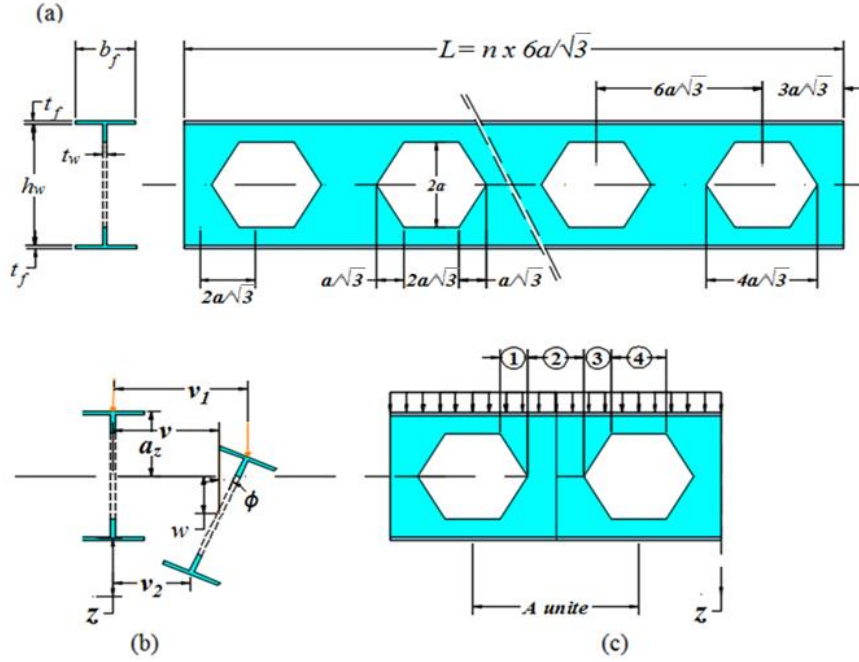 (a)
b_f
L= n x 6a/√3
t_f
6a/√3
3a/√3
t_w
h_w
2a
t_f
2a/√3
a/√3
2a/√3
a/√3
4a/√3
1 2 3 4
v_1
v
a_z
ϕ
w
v_2
z
A unite
z
(b)
(c)